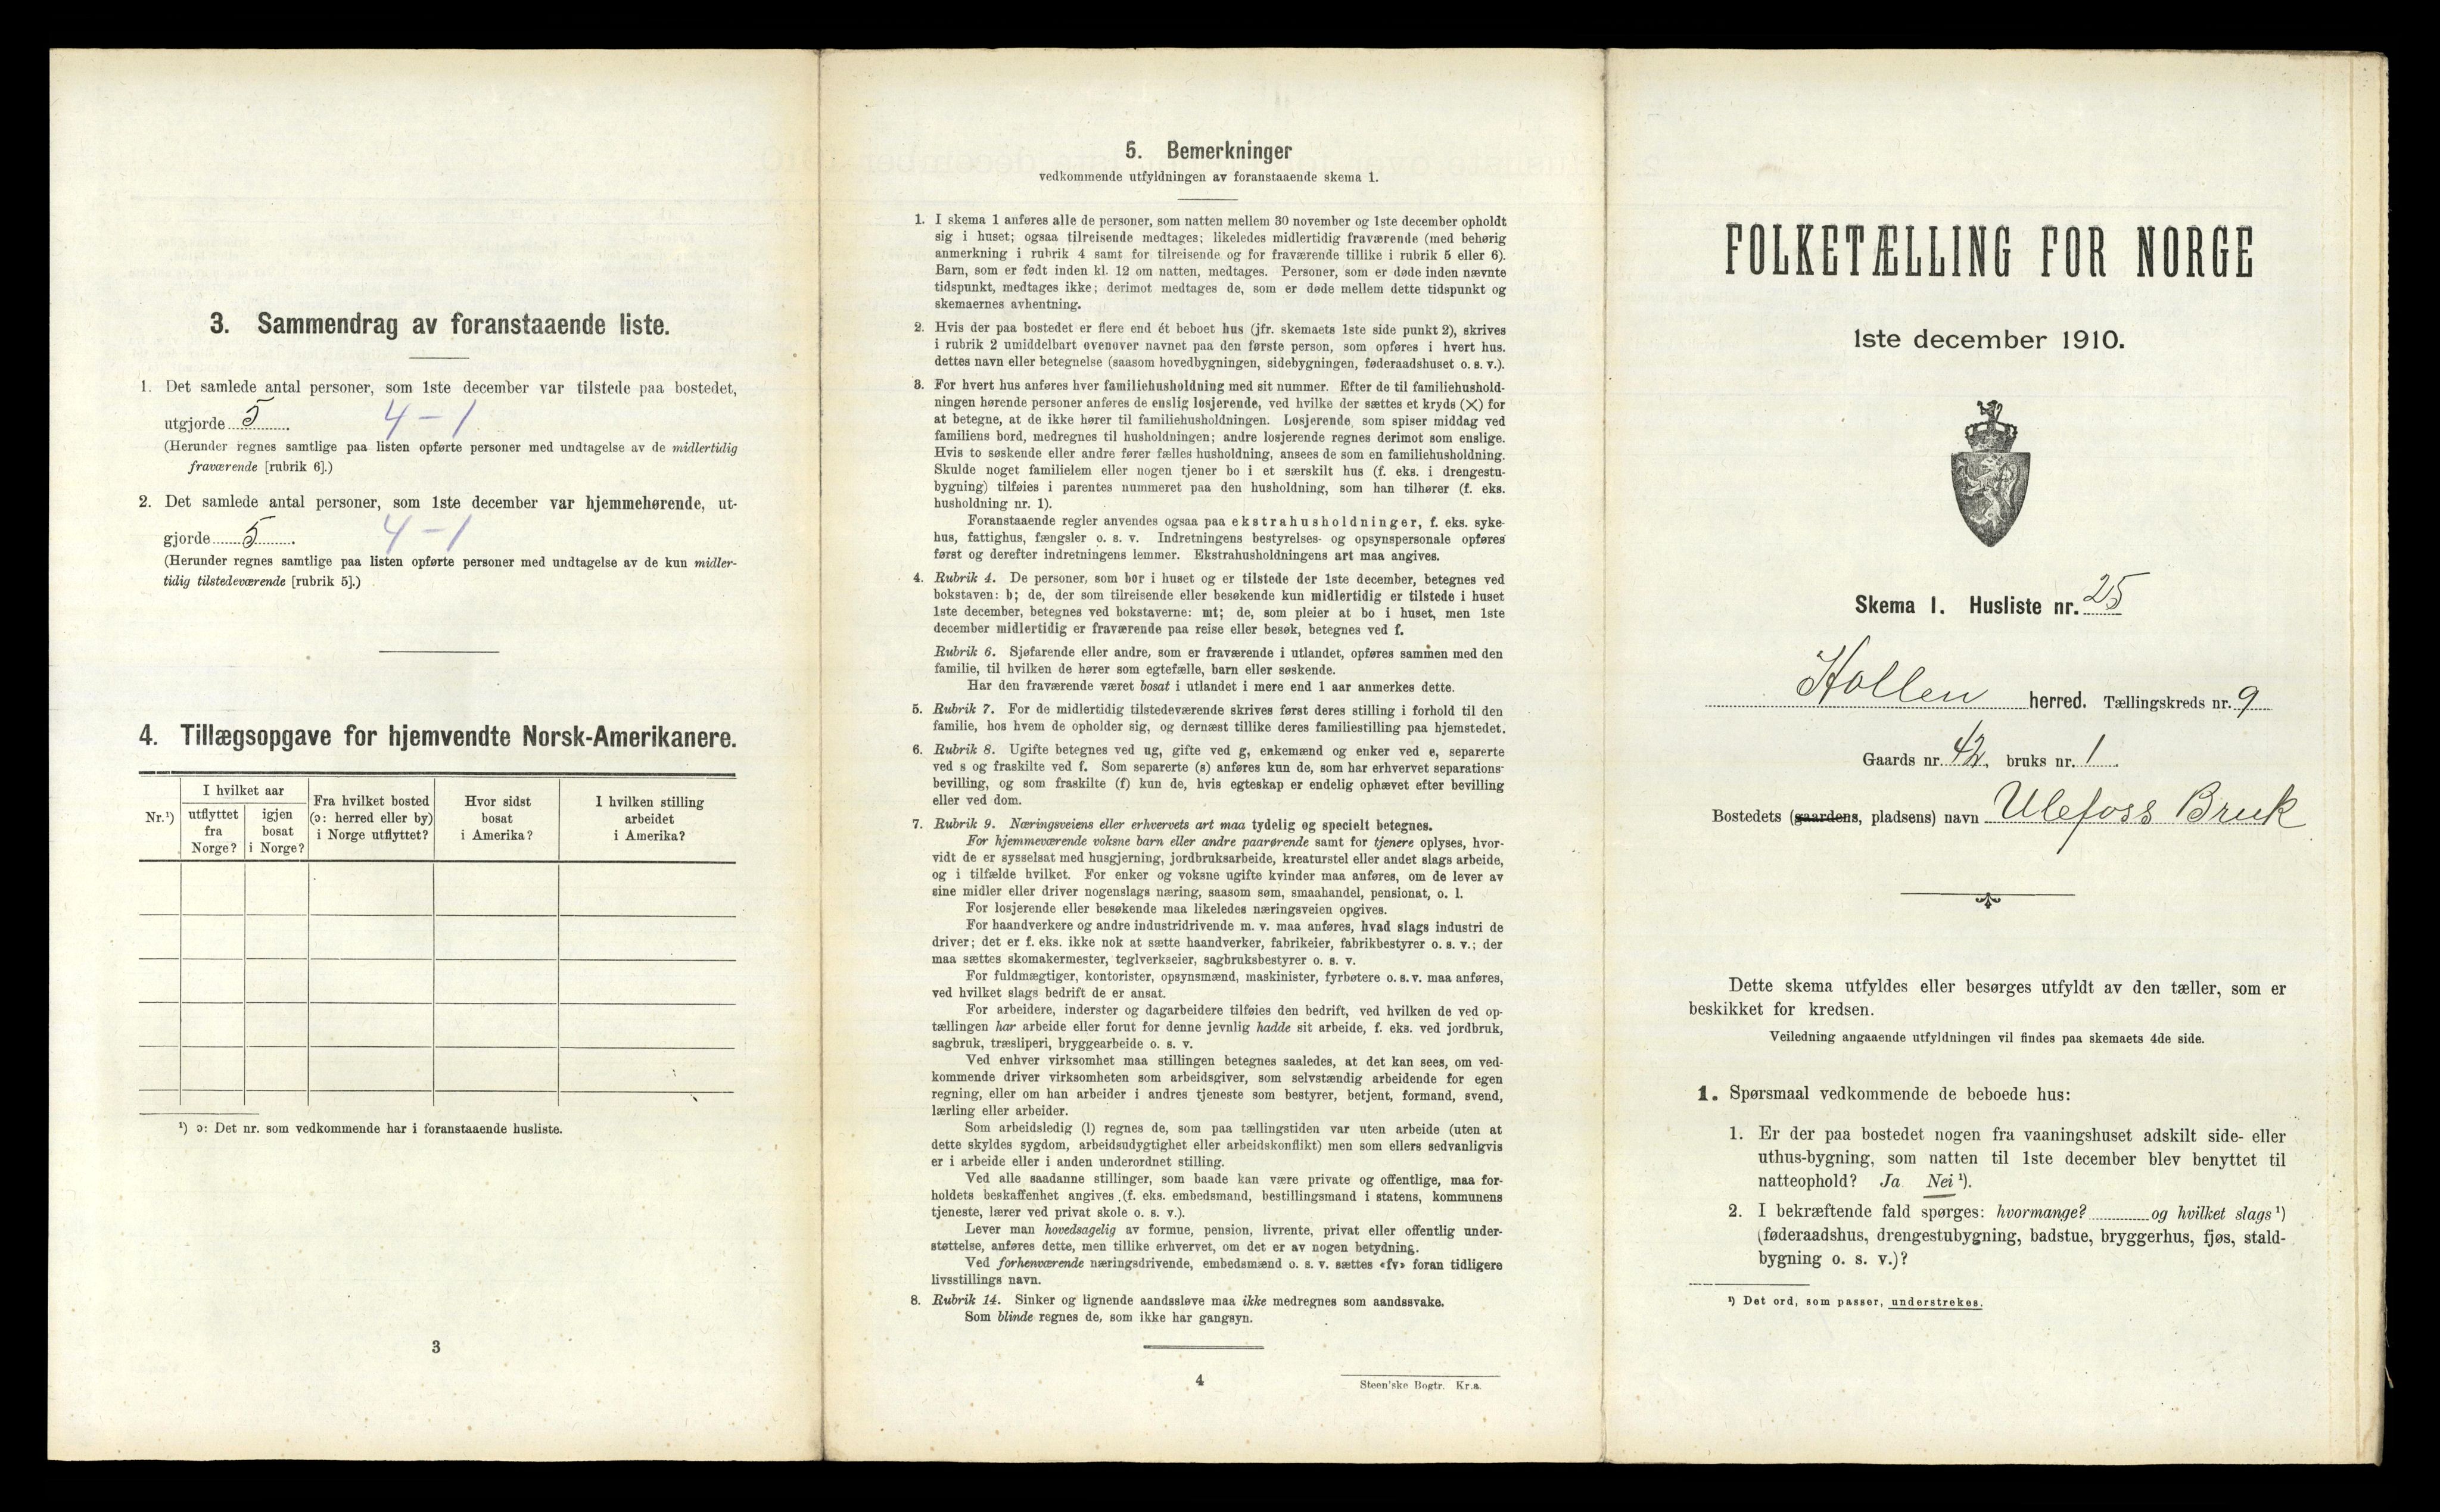 3. Sammendrag av foranstaaende liste.
1. Det samlede antal personer, som 1ste december var tilstede paa bostedet,
utgjorde 5. 4 – 1
(Herunder regnes samtlige paa listen opførte personer med undtagelse av de midlertidig
fraværende [rubrik 6].)
2. Det samlede antal personer, som 1ste december var hjemmehørende, ut-
gjorde 5. 4 – 1
(Herunder regnes samtlige paa listen opførte personer med undtagelse av de kun midler-
tidig tilstedeværende [rubrik 5].)
4. Tillægsopgave for hjemvendte Norsk-Amerikanere.
Nr.¹)
I hvilket aar
utflyttet
fra
Norge?
igjen
bosat
i Norge?
Fra hvilket bosted
(ɔ: herred eller by)
i Norge utflyttet?
Hvor sidst
bosat
i Amerika?
I hvilken stilling
arbeidet
i Amerika?
¹) ɔ: Det nr. som vedkommende har i foranstaaende husliste.
3
5. Bemerkninger
vedkommende utfyldningen av foranstaaende skema 1.
1. I skema 1 anføres alle de personer, som natten mellem 30 november og 1ste december opholdt
sig i huset; ogsaa tilreisende medtages; likeledes midlertidig fraværende (med behørig
anmerkning i rubrik 4 samt for tilreisende og for fraværende tillike i rubrik 5 eller 6).
Barn, som er født inden kl. 12 om natten, medtages. Personer, som er døde inden nævnte
tidspunkt, medtages ikke; derimot medtages de, som er døde mellem dette tidspunkt og
skemaernes avhentning.
2. Hvis der paa bostedet er flere end ét beboet hus (jfr. skemaets 1ste side punkt 2), skrives
i rubrik 2 umiddelbart ovenover navnet paa den første person, som opføres i hvert hus.
dettes navn eller betegnelse (saasom hovedbygningen, sidebygningen, føderaadshuset o. s. v.).
3. For hvert hus anføres hver familiehusholdning med sit nummer. Efter de til familiehushold-
ningen hørende personer anføres de enslig losjerende, ved hvilke der sættes et kryds (×) for
at betegne, at de ikke hører til familiehusholdningen. Losjerende som spiser middag ved
familiens bord, medregnes til husholdningen; andre losjerende regnes derimot som enslige.
Hvis to søskende eller andre fører fælles husholdning, ansees de som en familiehusholdning.
Skulde noget familielem eller nogen tjener bo i et særskilt hus (f. eks. i drengestu-
bygning) tilføies i parentes nummeret paa den husholdning, som han tilhører (f. eks.
husholdning nr. 1).
Foranstaaende regler anvendes ogsaa paa ekstrahusholdninger, f. eks. syke-
hus, fattighus, fængsler o. s. v. Indretningens bestyrelses- og opsynspersonale opføres
først og derefter indretningens lemmer. Ekstrahusholdningens art maa angives.
4. Rubrik 4. De personer, som bor i huset og er tilstede der 1ste december, betegnes ved
bokstaven: b; de, der som tilreisende eller besøkende kun midlertidig er tilstede i huset
1ste december, betegnes ved bokstaverne: mt; de, som pleier at bo i huset, men 1ste
december midlertidig er fraværende paa reise eller besøk, betegnes ved f.
Rubrik 6. Sjøfarende eller andre, som er fraværende i utlandet, opføres sammen med den
familie, til hvilken de hører som egtefælle, barn eller søskende.
Har den fraværende været bosat i utlandet i mere end 1 aar anmerkes dette.
5. Rubrik 7. For de midlertidig tilstedeværende skrives først deres stilling i forhold til den
familie, hos hvem de opholder sig, og dernæst tillike deres familiestilling paa hjemstedet.
6. Rubrik 8. Ugifte betegnes ved ug, gifte ved g, enkemænd og enker ved e, separerte
ved s og fraskilte ved f. Som separerte (s) anføres kun de, som har erhvervet separations-
bevilling, og som fraskilte (f) kun de, hvis egteskap er endelig ophævet efter bevilling
eller ved dom.
7. Rubrik 9. Næringsveiens eller erhvervets art maa tydelig og specielt betegnes.
For hjemmeværende voksne barn eller andre paarørende samt for tjenere oplyses, hvor-
vidt de er sysselsat med husgjerning, jordbruksarbeide, kreaturstel eller andet slags arbeide,
og i tilfælde hvilket. For enker og voksne ugifte kvinder maa anføres, om de lever av
sine midler eller driver nogenslags næring, saasom søm, smaahandel, pensionat, o. l.
For losjerende eller besøkende maa likeledes næringsveien opgives.
For haandverkere og andre industridrivende m. v. maa anføres, hvad slags industri de
driver; det er f. eks. ikke nok at sætte haandverker, fabrikeier, fabrikbestyrer o. s. v.; der
maa sættes skomakermester, teglverkseier, sagbruksbestyrer o. s. v.
For fuldmægtiger, kontorister, opsynsmænd, maskinister, fyrbøtere o. s. v. maa anføres,
ved hvilket slags bedrift de er ansat.
For arbeidere, inderster og dagarbeidere tilføies den bedrift, ved hvilken de ved op-
tællingen har arbeide eller forut for denne jevnlig hadde sit arbeide, f. eks. ved jordbruk,
sagbruk, træsliperi, bryggearbeide o. s. v.
Ved enhver virksomhet maa stillingen betegnes saaledes, at det kan sees, om ved-
kommende driver virksomheten som arbeidsgiver, som selvstændig arbeidende for egen
regning, eller om han arbeider i andres tjeneste som bestyrer, betjent, formand, svend,
lærling eller arbeider.
Som arbeidsledig (l) regnes de, som paa tællingstiden var uten arbeide (uten at
dette skyldes sygdom, arbeidsudygtighet eller arbeidskonflikt) men som ellers sedvanligvis
er i arbeide eller i anden underordnet stilling.
Ved alle saadanne stillinger, som baade kan være private og offentlige, maa for-
holdets beskaffenhet angives (f. eks. embedsmand, bestillingsmand i statens, kommunens
tjeneste, lærer ved privat skole o. s. v.).
Lever man hovedsagelig av formue, pension, livrente, privat eller offentlig under-
støttelse, anføres dette, men tillike erhvervet, om det er av nogen betydning.
Ved forhenværende næringsdrivende, embedsmænd o. s. v. sættes «fv» foran tidligere
livsstillings navn.
8. Rubrik 14. Sinker og lignende aandssløve maa ikke medregnes som aandssvake.
Som blinde regnes de, som ikke har gangsyn.
4
Steen'ske Bogtr. Kr.a.
FOLKETÆLLING FOR NORGE
1ste december 1910.
Skema 1. Husliste nr. 25
Hollen herred. Tællingskreds nr. 9
Gaards nr. 42, bruks nr. 1.
Bostedets (gaardens, pladsens) navn Ulefoss Bruk
Dette skema utfyldes eller besørges utfyldt av den tæller, som er
beskikket for kredsen.
Veiledning angaaende utfyldningen vil findes paa skemaets 4de side.
1. Spørsmaal vedkommende de beboede hus:
1. Er der paa bostedet nogen fra vaaningshuset adskilt side- eller
uthus-bygning, som natten til 1ste december blev benyttet til
natteophold? Ja Nei ¹).
2. I bekræftende fald spørges: hvormange? og hvilket slags ¹)
(føderaadshus, drengestubygning, badstue, bryggerhus, fjøs, stald-
bygning o. s. v.)?
¹) Det ord, som passer, understrekes.